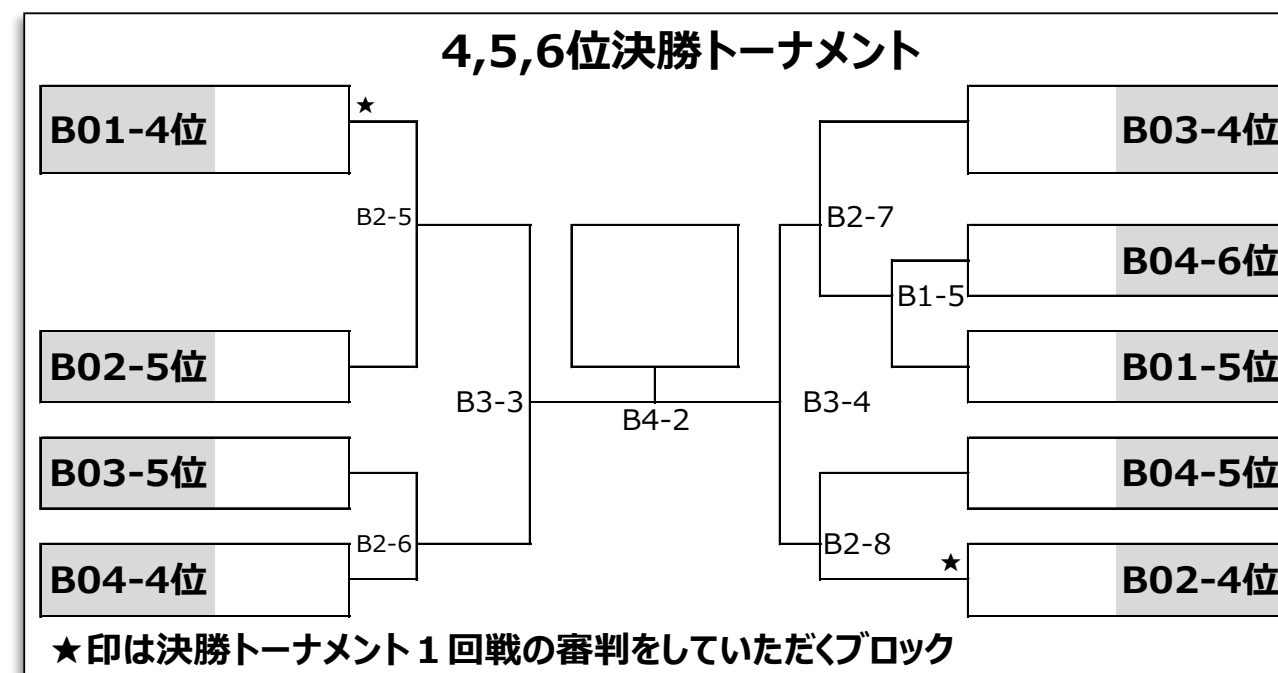 4,5,6位決勝トーナメント
B01-4位
★
B03-4位
B2-5
B2-7
B04-6位
B1-5
B02-5位
B01-5位
B3-3
B4-2
B3-4
B03-5位
B04-5位
B2-6
B2-8
★
B04-4位
B02-4位
★印は決勝トーナメント１回戦の審判をしていただくブロック